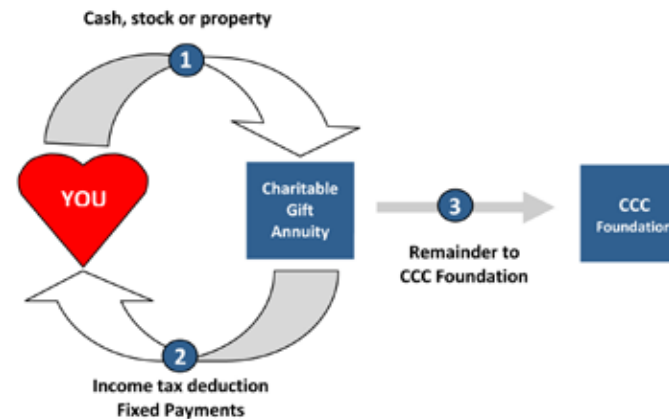 Cash, stock or property
1
YOU
Charitable
Gift
Annuity
3
CCC
Foundation
Remainder to
CCC Foundation
2
Income tax deduction
Fixed Payments